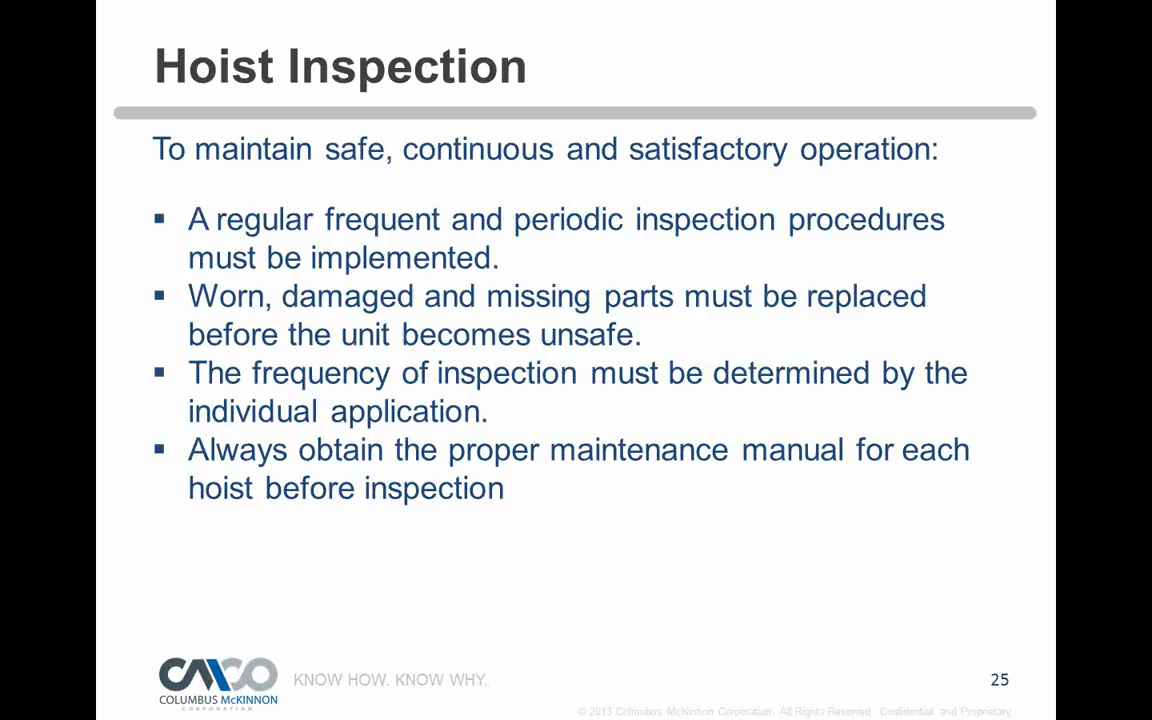 Hoist Inspection
To maintain safe, continuous and satisfactory operation:
▪ A regular frequent and periodic inspection procedures
must be implemented.
▪ Worn, damaged and missing parts must be replaced
before the unit becomes unsafe.
▪ The frequency of inspection must be determined by the
individual application.
▪ Always obtain the proper maintenance manual for each
hoist before inspection
CMCO
COLUMBUS McKINNON
CORPORATION
KNOW HOW. KNOW WHY.
25
© 2013 Columbus McKinnon Corporation. All Rights Reserved. Confidential and Proprietary.